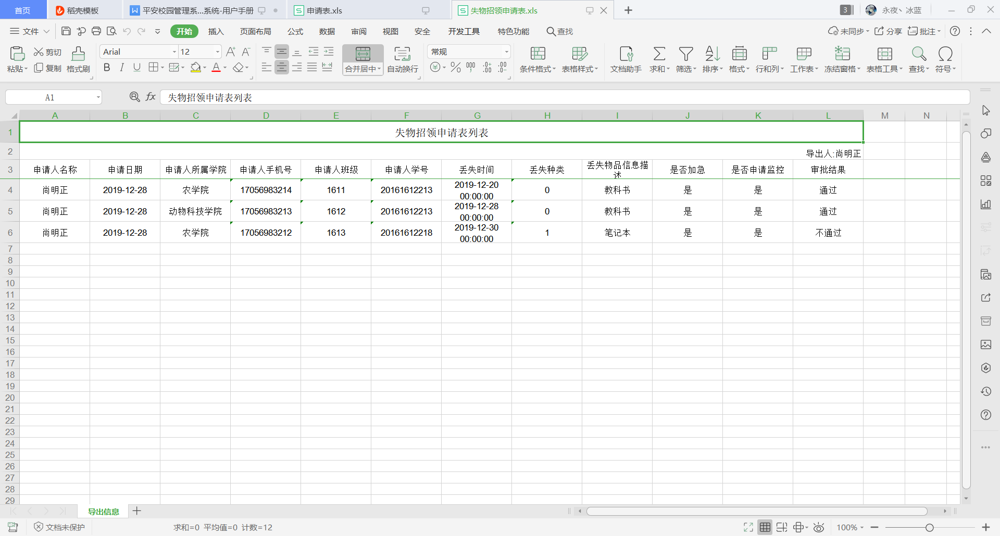 首页 稻壳模板 平安校园管理系...系统-用户手册 申请表.xls 失物招领申请表.xls 3 永夜丶冰蓝
文件 开始 插入 页面布局 公式 数据 审阅 视图 安全 开发工具 特色功能 查找 未同步 分享 批注
剪切 Arial 12 常规
粘贴 复制 格式刷 合并居中 自动换行 条件格式 表格样式 文档助手 求和 筛选 排序 格式 行和列 工作表 冻结窗格 表格工具 查找 符号
A1 fx 失物招领申请表列表
A B C D E F G H I J K L M N
1 失物招领申请表列表
2 导出人:尚明正
3 申请人名称 申请日期 申请人所属学院 申请人手机号 申请人班级 申请人学号 丢失时间 丢失种类 丢失物品信息描述 是否加急 是否申请监控 审批结果
4 尚明正 2019-12-28 农学院 17056983214 1611 20161612213 2019-12-20 00:00:00 0 教科书 是 是 通过
5 尚明正 2019-12-28 动物科技学院 17056983213 1612 20161612213 2019-12-28 00:00:00 0 教科书 是 是 通过
6 尚明正 2019-12-28 农学院 17056983212 1613 20161612218 2019-12-30 00:00:00 1 笔记本 是 是 不通过
7
8
9
10
11
12
13
14
15
16
17
18
19
20
21
22
23
24
25
26
27
28
29
导出信息
文档未保护 求和=0 平均值=0 计数=12 100%